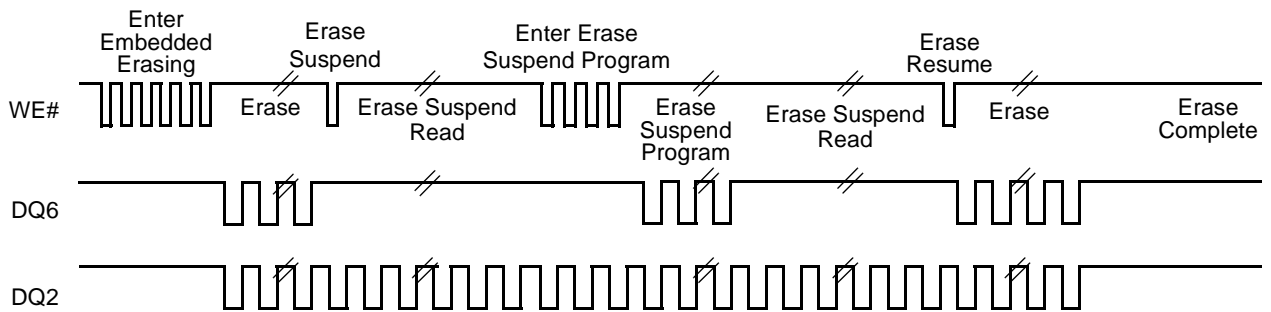 Enter
Embedded
Erasing
Erase
Suspend
Enter Erase
Suspend Program
Erase
Resume
WE#
Erase
Erase Suspend
Read
Erase
Suspend
Program
Erase Suspend
Read
Erase
Erase
Complete
DQ6
DQ2